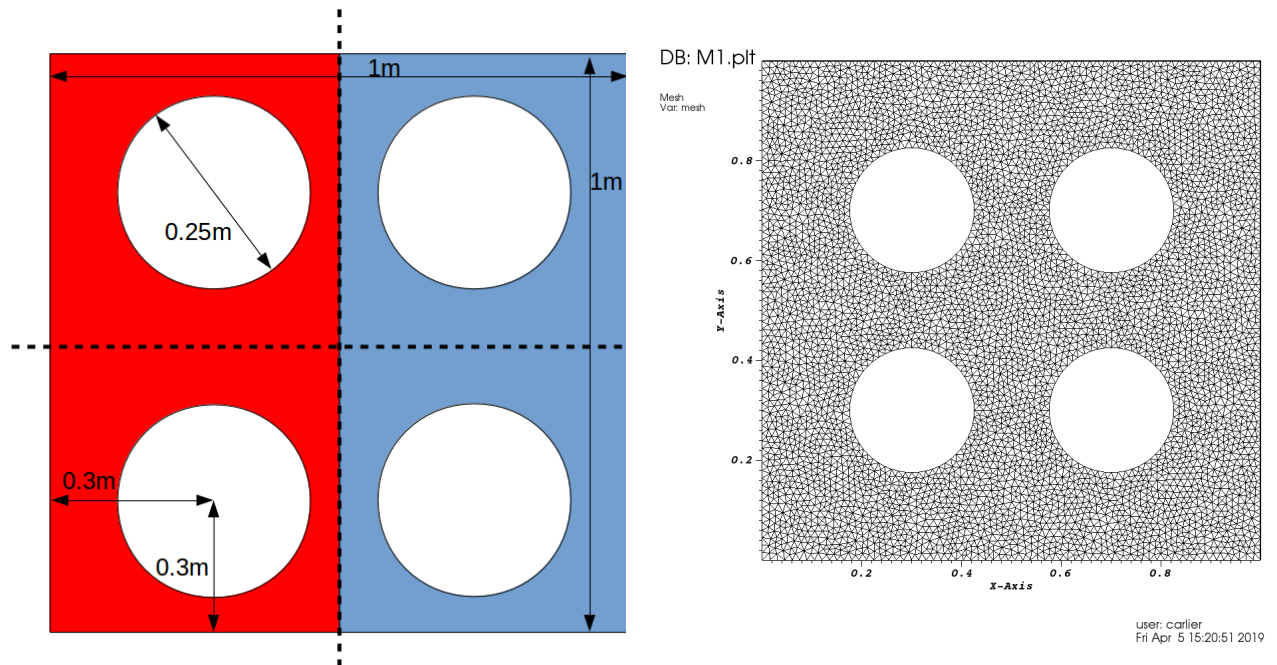 1m
1m
0.25m
0.3m
0.3m
DB: M1.plt
Mesh
Var: mesh
0.8
0.6
0.4
0.2
Y-Axis
0.2 0.4 0.6 0.8
X-Axis
user: carlier
Fri Apr 5 15:20:51 2019